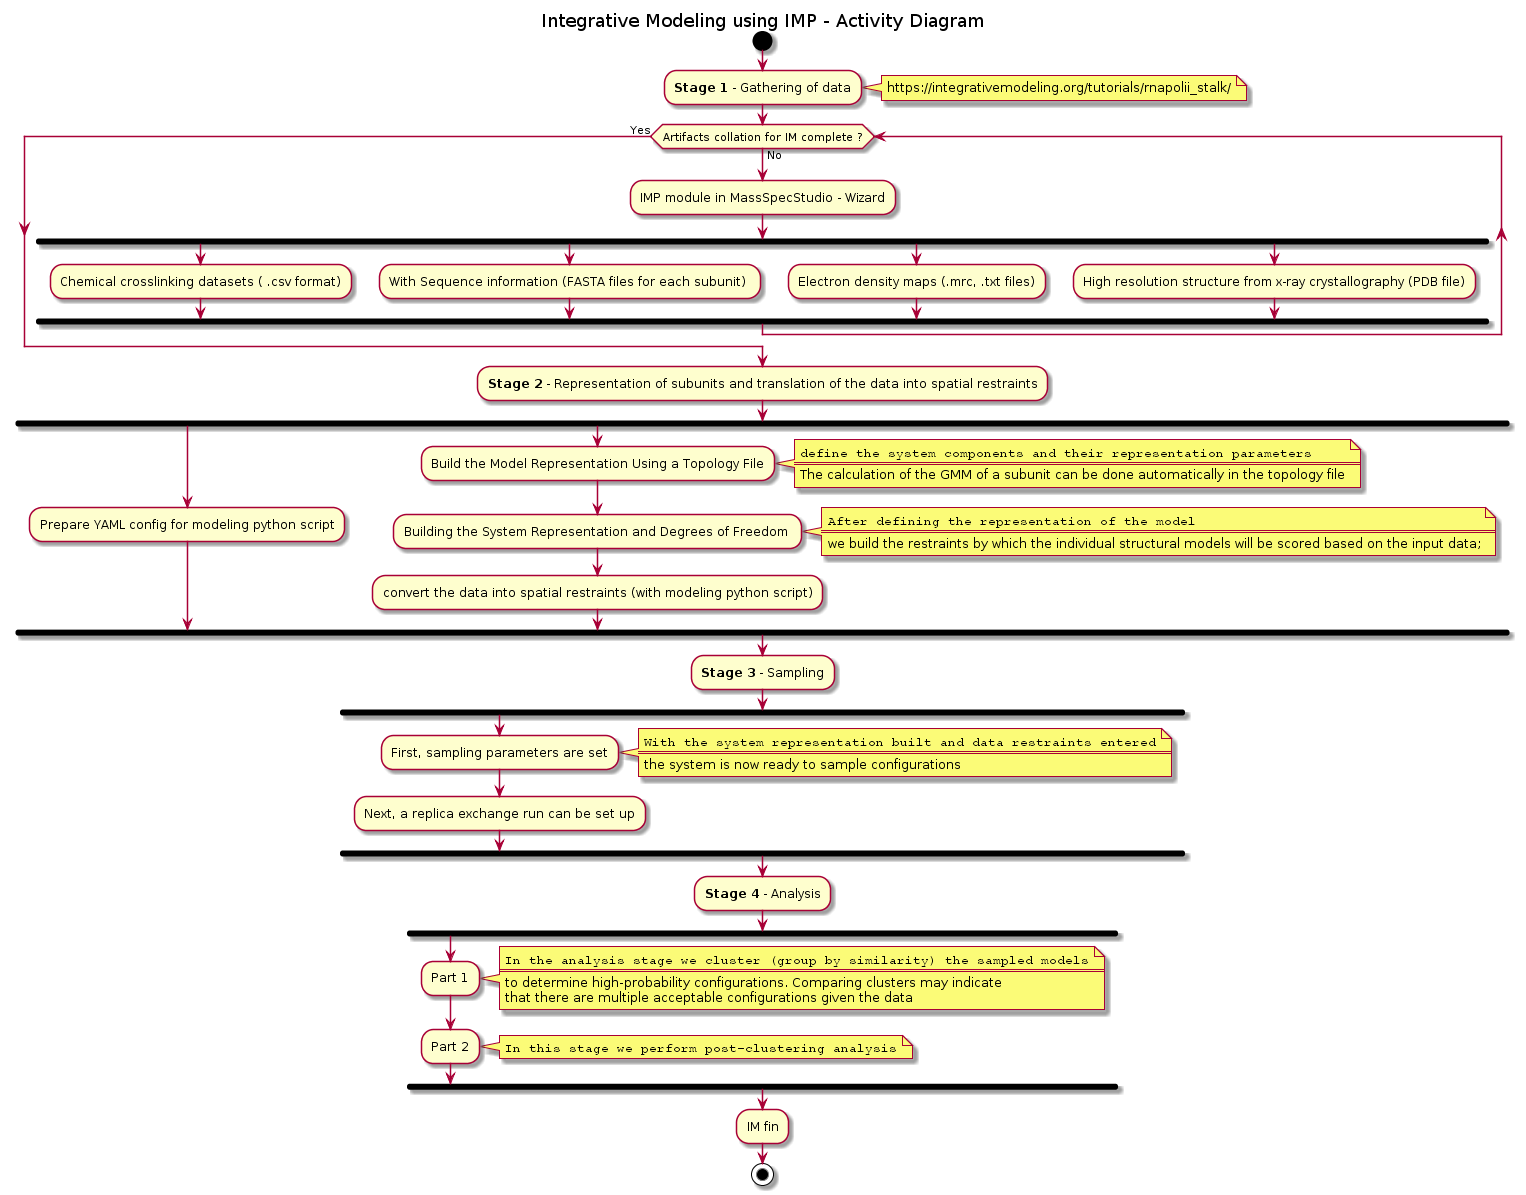 Integrative Modeling using IMP - Activity Diagram
Stage 1 - Gathering of data
https://integrativemodeling.org/tutorials/rnapolii_stalk/
Yes
Artifacts collation for IM complete ?
No
IMP module in MassSpecStudio - Wizard
Chemical crosslinking datasets ( .csv format)
With Sequence information (FASTA files for each subunit)
Electron density maps (.mrc, .txt files)
High resolution structure from x-ray crystallography (PDB file)
Stage 2 - Representation of subunits and translation of the data into spatial restraints
Build the Model Representation Using a Topology File
define the system components and their representation parameters
The calculation of the GMM of a subunit can be done automatically in the topology file
Prepare YAML config for modeling python script
Building the System Representation and Degrees of Freedom
After defining the representation of the model
we build the restraints by which the individual structural models will be scored based on the input data;
convert the data into spatial restraints (with modeling python script)
Stage 3 - Sampling
First, sampling parameters are set
With the system representation built and data restraints entered
the system is now ready to sample configurations
Next, a replica exchange run can be set up
Stage 4 - Analysis
Part 1
In the analysis stage we cluster (group by similarity) the sampled models
to determine high-probability configurations. Comparing clusters may indicate
that there are multiple acceptable configurations given the data
Part 2
In this stage we perform post-clustering analysis
IM fin